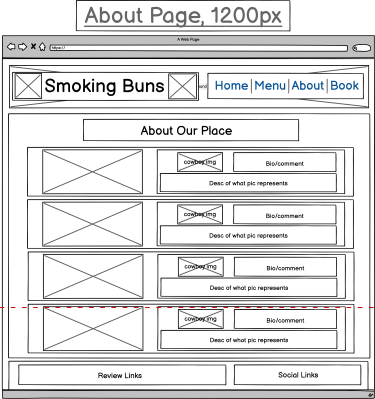 About Page, 1200px
A Web Page
https://
Smoking Buns
Home | Menu | About | Book
About Our Place
cowboy.img
Bio/comment
Desc of what pic represents
cowboy.img
Bio/comment
Desc of what pic represents
cowboy.img
Bio/comment
Desc of what pic represents
cowboy.img
Bio/comment
Desc of what pic represents
Review Links
Social Links